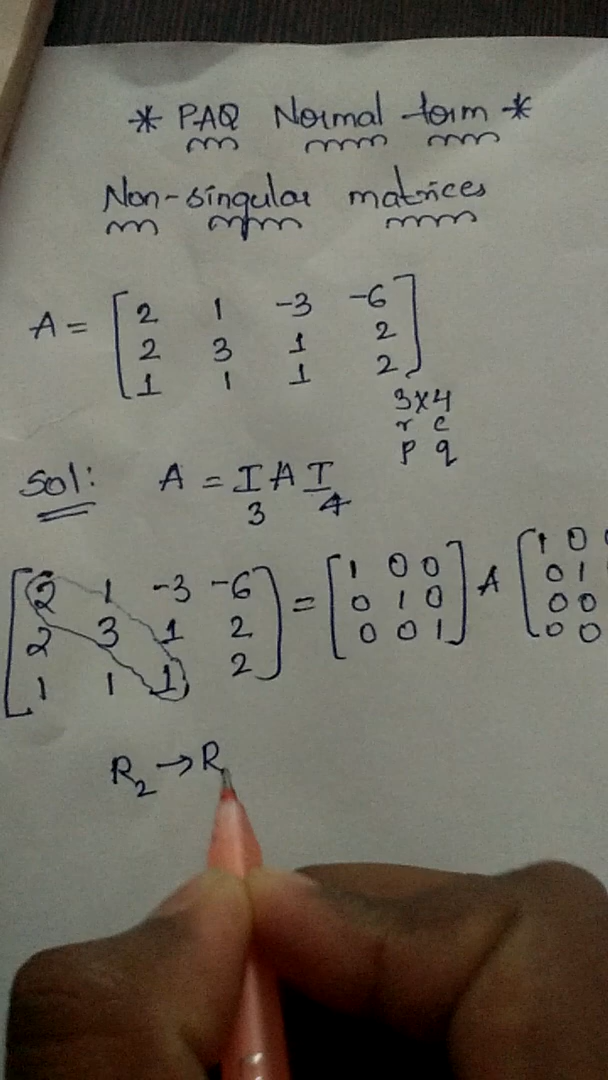 * PAQ Normal form *
Non-singular matrices
A = [ 2 1 -3 -6
2 3 1 2
1 1 1 2 ]
3x4
r c
p q
Sol: A = I A I
3 4
[ 2 1 -3 -6 ] = [ 1 0 0 ] A [ 1 0 0
2 3 1 2 0 1 0 0 1
1 1 1 2 0 0 1 0 0
0 0
R2 → R